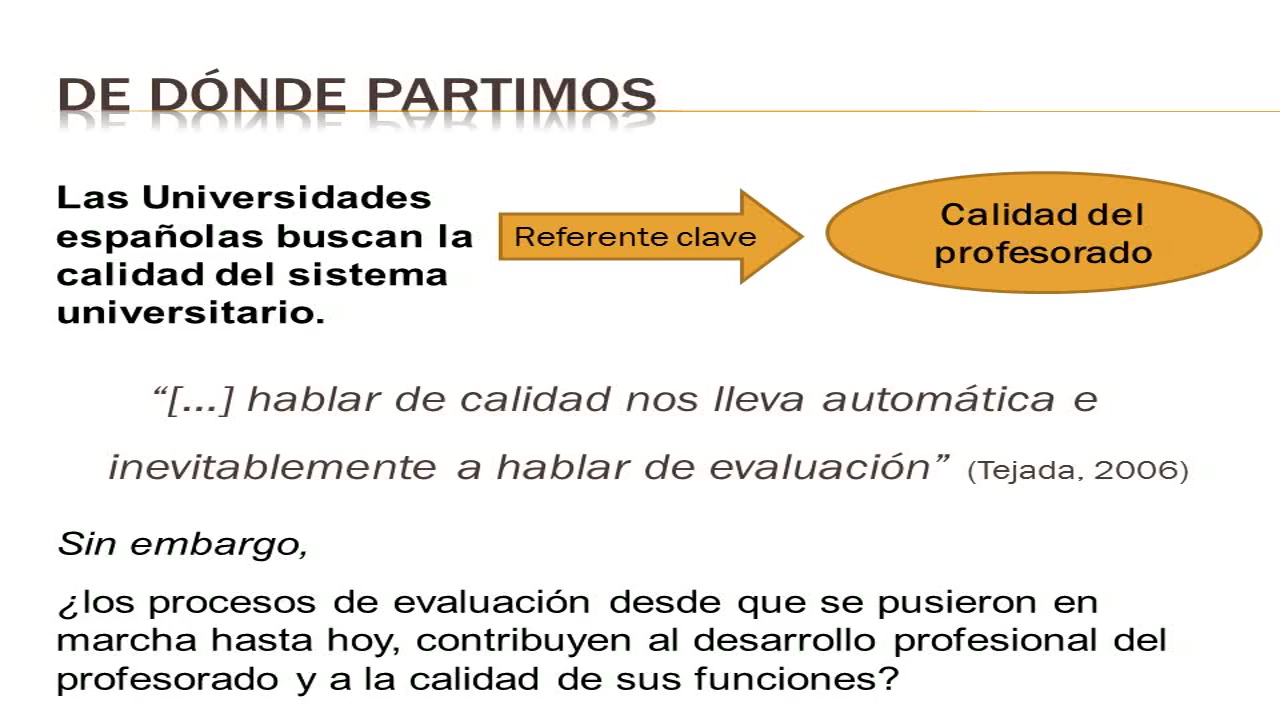 DE DÓNDE PARTIMOS
Las Universidades
españolas buscan la
calidad del sistema
universitario.
Referente clave
Calidad del
profesorado
“[...] hablar de calidad nos lleva automática e
inevitablemente a hablar de evaluación” (Tejada, 2006)
Sin embargo,
¿los procesos de evaluación desde que se pusieron en
marcha hasta hoy, contribuyen al desarrollo profesional del
profesorado y a la calidad de sus funciones?